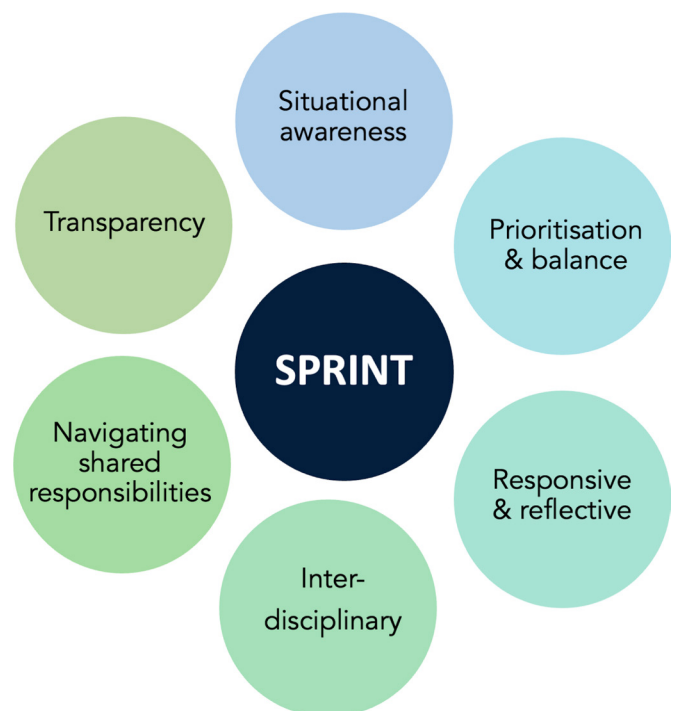 Situational
awareness
Prioritisation
& balance
Responsive
& reflective
Inter-
disciplinary
Navigating
shared
responsibilities
Transparency
SPRINT